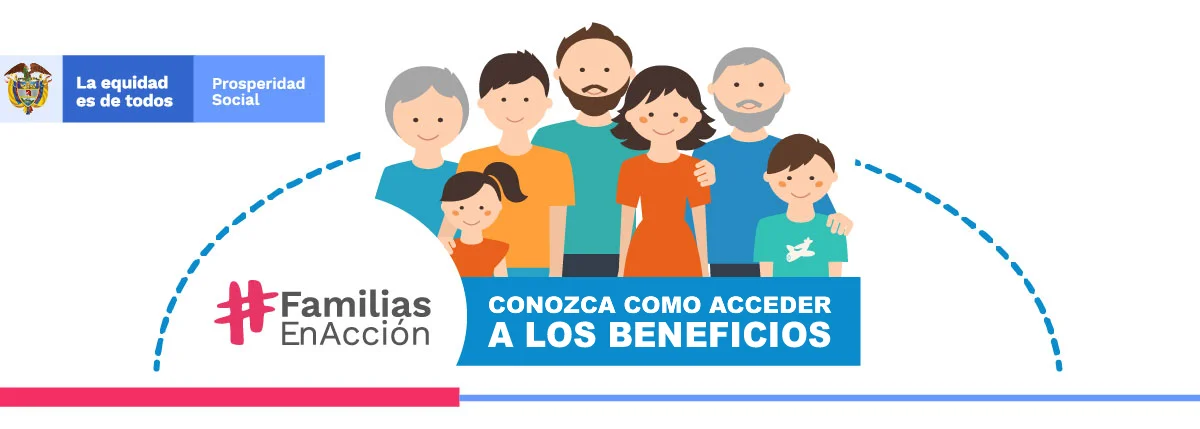 La equidad
es de todos
Prosperidad
Social
#Familias
EnAcción
CONOZCA COMO ACCEDER
A LOS BENEFICIOS